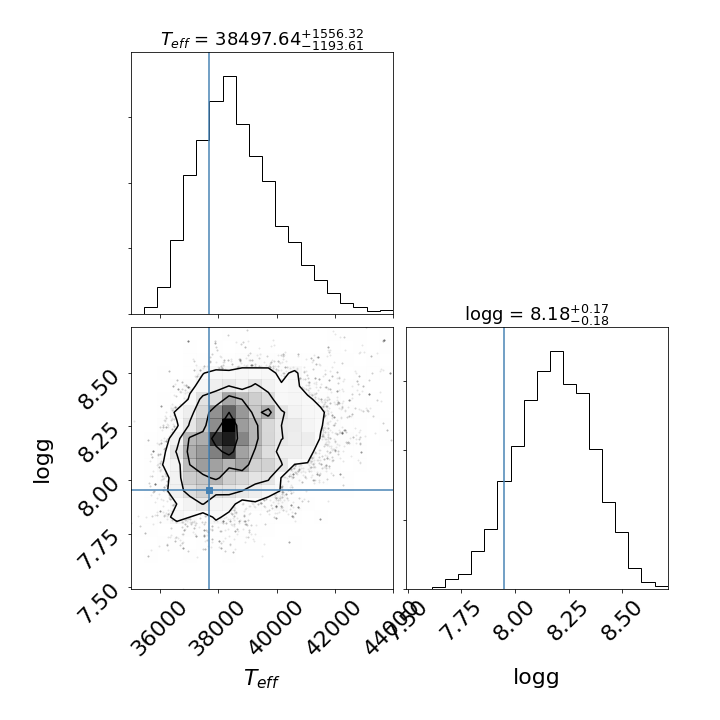 T_eff = 38497.64^{+1556.32}_{-1193.61}
logg = 8.18^{+0.17}_{-0.18}
8.50
8.25
8.00
7.75
7.50
logg
36000 38000 40000 42000 44000
7.50 7.75 8.00 8.25 8.50
T_eff
logg